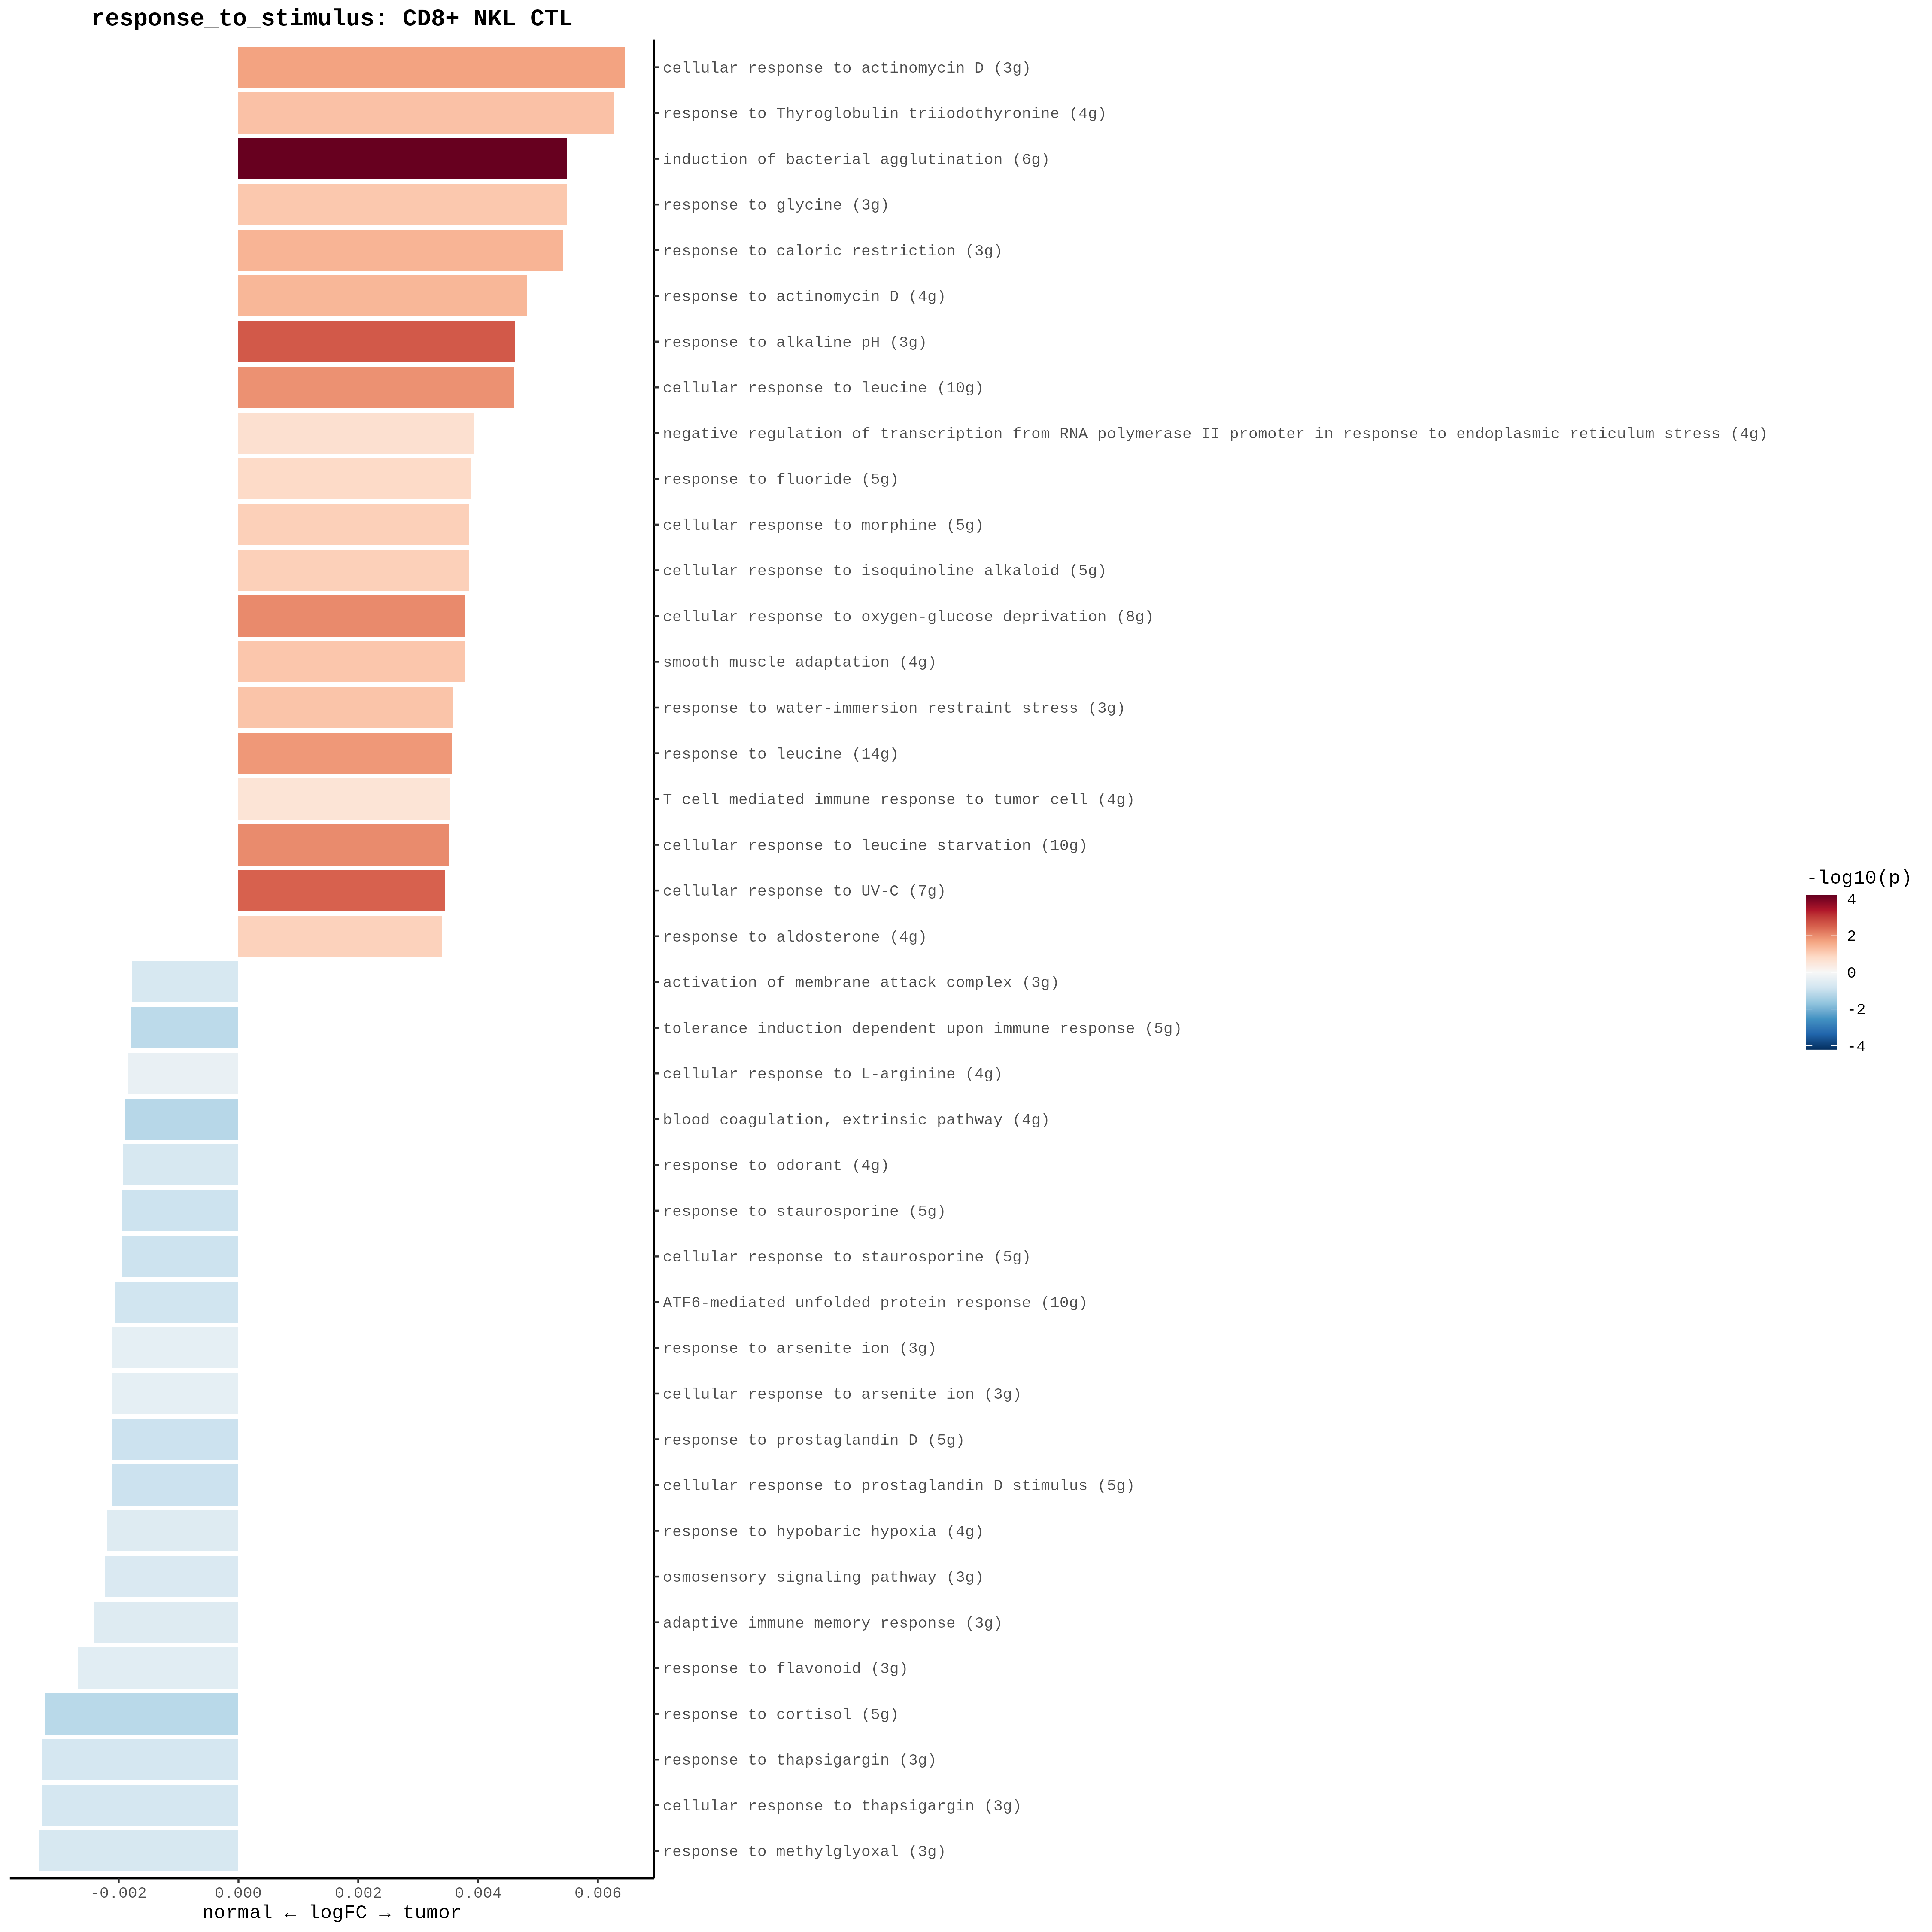 response_to_stimulus: CD8+ NKL CTL
cellular response to actinomycin D (3g)
response to Thyroglobulin triiodothyronine (4g)
induction of bacterial agglutination (6g)
response to glycine (3g)
response to caloric restriction (3g)
response to actinomycin D (4g)
response to alkaline pH (3g)
cellular response to leucine (10g)
negative regulation of transcription from RNA polymerase II promoter in response to endoplasmic reticulum stress (4g)
response to fluoride (5g)
cellular response to morphine (5g)
cellular response to isoquinoline alkaloid (5g)
cellular response to oxygen-glucose deprivation (8g)
smooth muscle adaptation (4g)
response to water-immersion restraint stress (3g)
response to leucine (14g)
T cell mediated immune response to tumor cell (4g)
cellular response to leucine starvation (10g)
cellular response to UV-C (7g)
response to aldosterone (4g)
activation of membrane attack complex (3g)
tolerance induction dependent upon immune response (5g)
cellular response to L-arginine (4g)
blood coagulation, extrinsic pathway (4g)
response to odorant (4g)
response to staurosporine (5g)
cellular response to staurosporine (5g)
ATF6-mediated unfolded protein response (10g)
response to arsenite ion (3g)
cellular response to arsenite ion (3g)
response to prostaglandin D (5g)
cellular response to prostaglandin D stimulus (5g)
response to hypobaric hypoxia (4g)
osmosensory signaling pathway (3g)
adaptive immune memory response (3g)
response to flavonoid (3g)
response to cortisol (5g)
response to thapsigargin (3g)
cellular response to thapsigargin (3g)
response to methylglyoxal (3g)
-0.002 0.000 0.002 0.004 0.006
normal ← logFC → tumor
-log10(p)
4
2
0
-2
-4